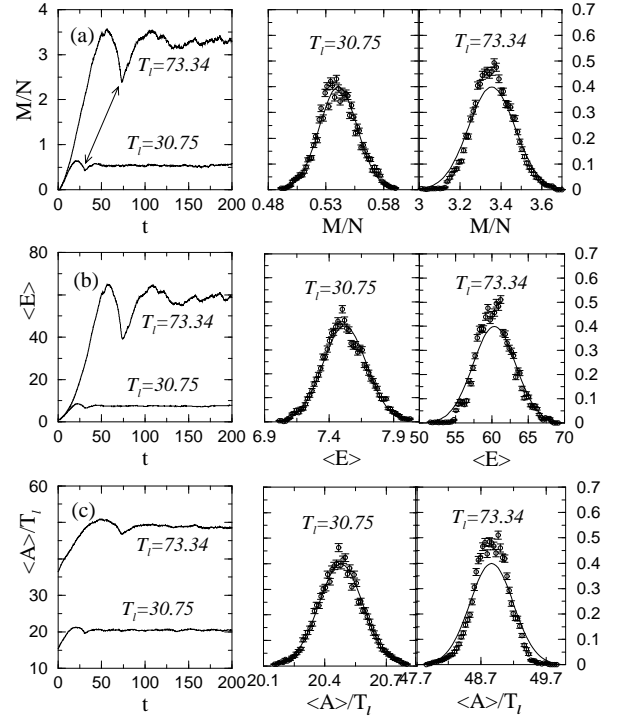 (a)
4
3
2
1
0
M/N
T_l=73.34
T_l=30.75
0 50 100 150 200
t
T_l=30.75
0.48 0.53 0.58
M/N
T_l=73.34
3 3.2 3.4 3.6
M/N
0.5
0.4
0.3
0.2
0.1
0
(b)
80
60
40
20
0
<E>
T_l=73.34
T_l=30.75
0 50 100 150 200
t
T_l=30.75
6.9 7.4 7.9
<E>
T_l=73.34
50 55 60 65 70
<E>
0.7
0.6
0.5
0.4
0.3
0.2
0.1
0
(c)
60
50
40
30
20
10
<A>/T_l
T_l=73.34
T_l=30.75
0 50 100 150 200
t
T_l=30.75
20.1 20.4 20.7
<A>/T_l
T_l=73.34
47.7 48.7 49.7
<A>/T_l
0.7
0.6
0.5
0.4
0.3
0.2
0.1
0